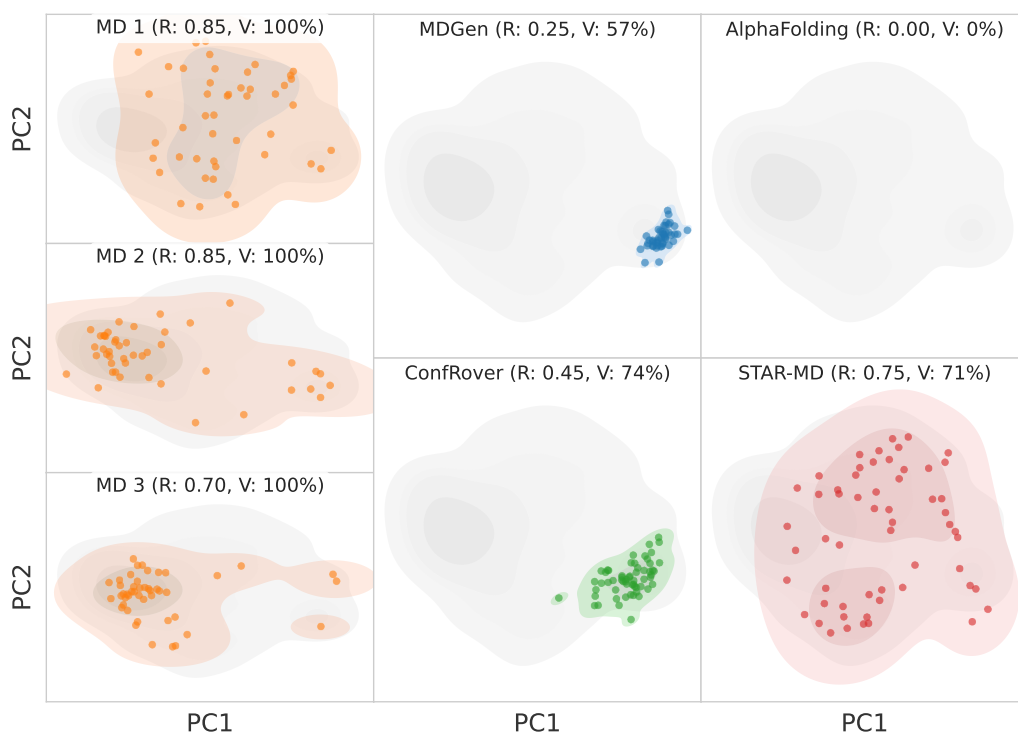 MD 1 (R: 0.85, V: 100%)
PC2
MD 2 (R: 0.85, V: 100%)
PC2
MD 3 (R: 0.70, V: 100%)
PC2
PC1
MDGen (R: 0.25, V: 57%)
ConfRover (R: 0.45, V: 74%)
PC1
AlphaFolding (R: 0.00, V: 0%)
STAR-MD (R: 0.75, V: 71%)
PC1